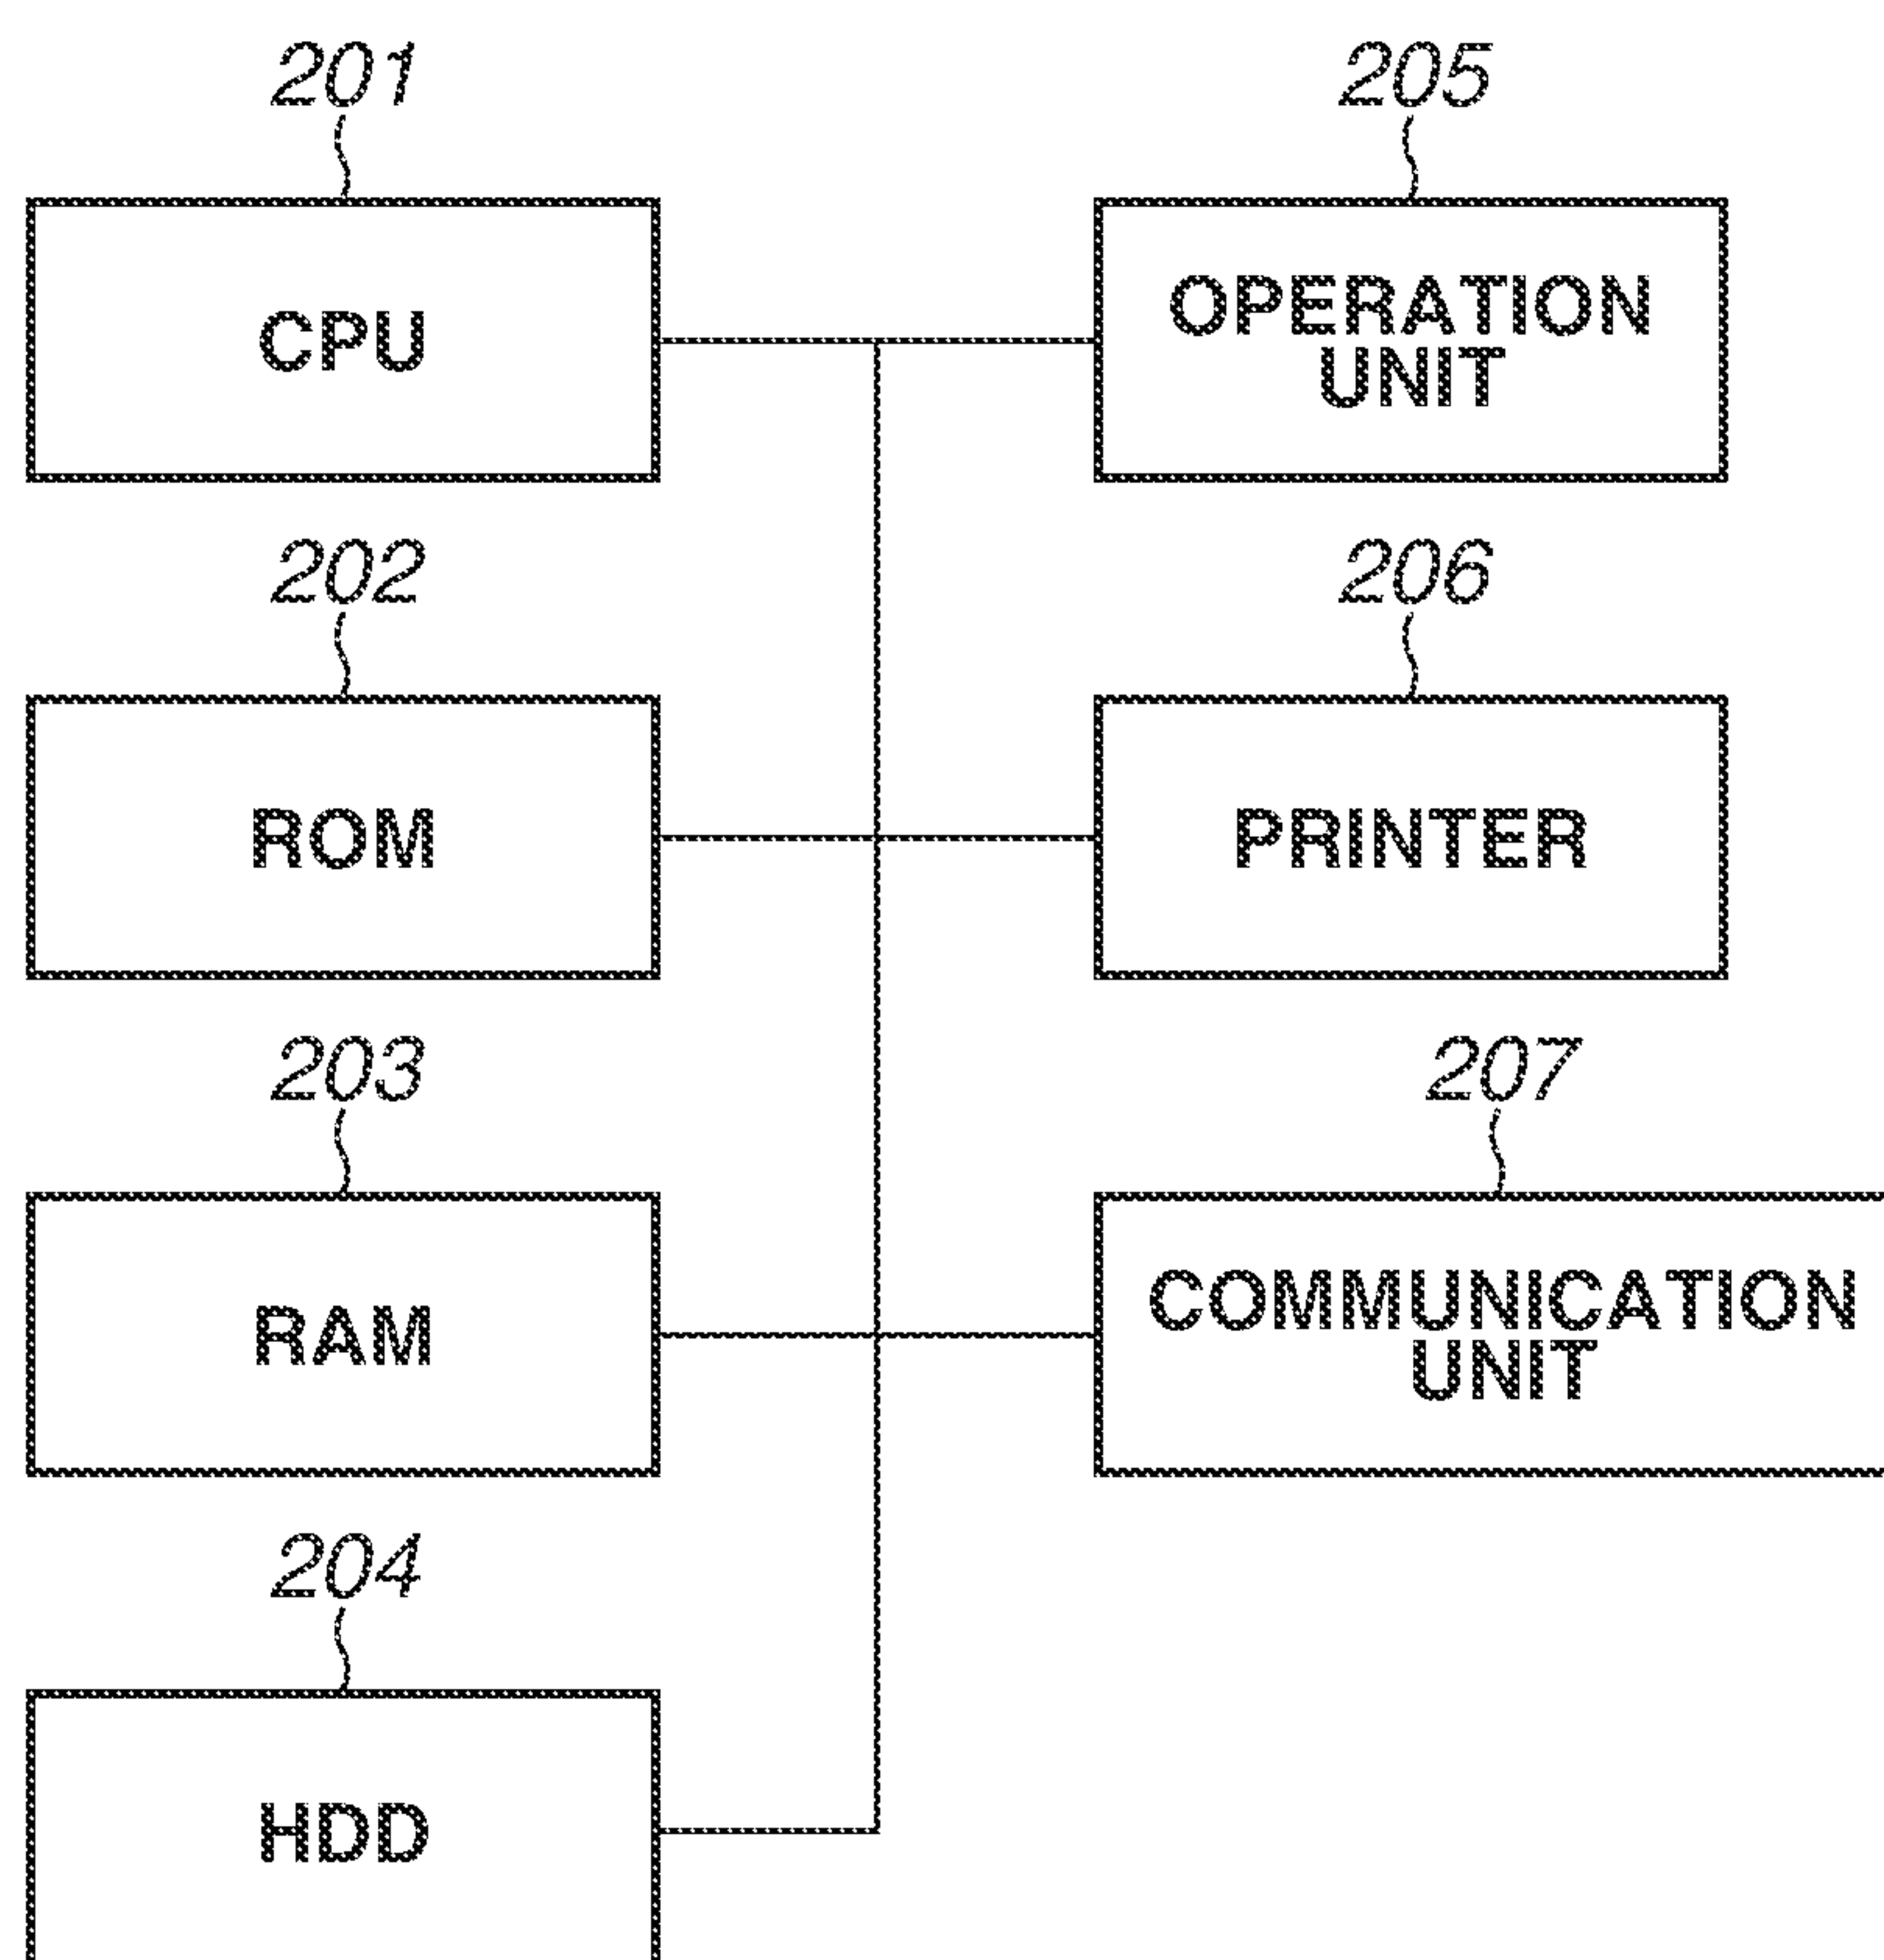 201
CPU
202
ROM
203
RAM
204
HDD
205
OPERATION
UNIT
206
PRINTER
207
COMMUNICATION
UNIT